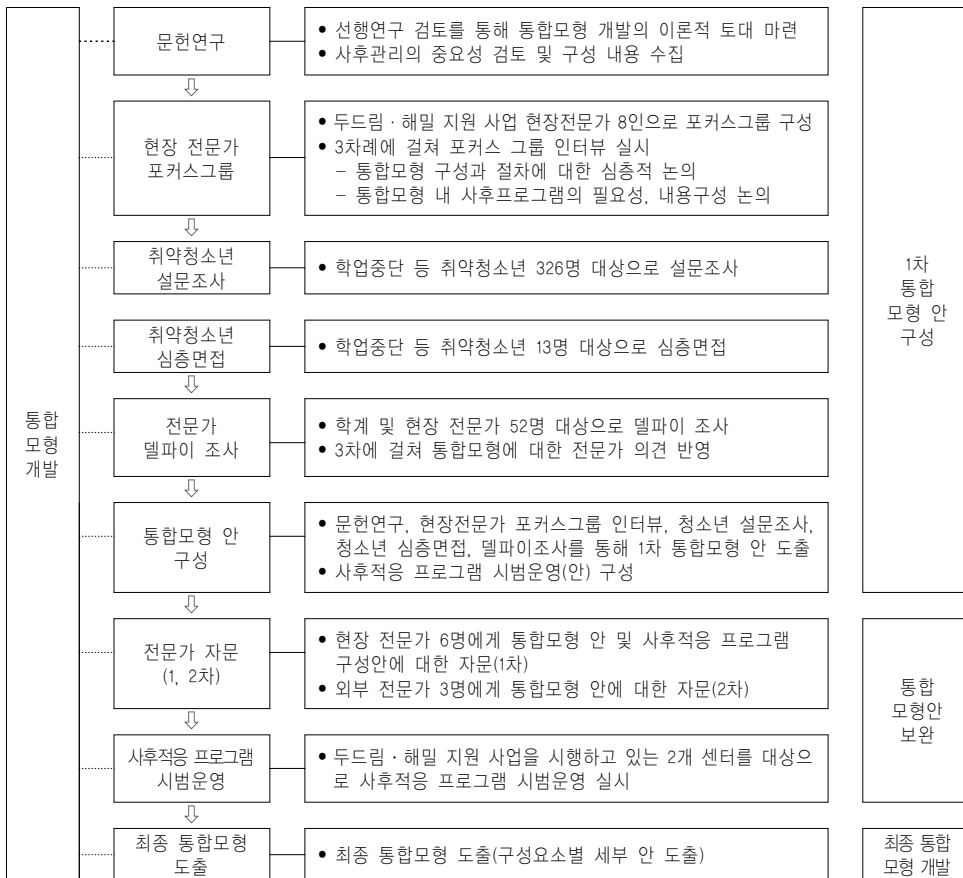 통합
모형
개발
문헌연구
• 선행연구 검토를 통해 통합모형 개발의 이론적 토대 마련
• 사후관리의 중요성 검토 및 구성 내용 수집
현장 전문가
포커스그룹
• 두드림 · 해밀 지원 사업 현장전문가 8인으로 포커스그룹 구성
• 3차례에 걸쳐 포커스 그룹 인터뷰 실시
– 통합모형 구성과 절차에 대한 심층적 논의
– 통합모형 내 사후프로그램의 필요성, 내용구성 논의
취약청소년
설문조사
• 학업중단 등 취약청소년 326명 대상으로 설문조사
취약청소년
심층면접
• 학업중단 등 취약청소년 13명 대상으로 심층면접
전문가
델파이 조사
• 학계 및 현장 전문가 52명 대상으로 델파이 조사
• 3차에 걸쳐 통합모형에 대한 전문가 의견 반영
통합모형 안
구성
• 문헌연구, 현장전문가 포커스그룹 인터뷰, 청소년 설문조사,
청소년 심층면접, 델파이조사를 통해 1차 통합모형 안 도출
• 사후적응 프로그램 시범운영(안) 구성
1차
통합
모형 안
구성
전문가 자문
(1, 2차)
• 현장 전문가 6명에게 통합모형 안 및 사후적응 프로그램
구성안에 대한 자문(1차)
• 외부 전문가 3명에게 통합모형 안에 대한 자문(2차)
사후적응 프로그램
시범운영
• 두드림 · 해밀 지원 사업을 시행하고 있는 2개 센터를 대상으
로 사후적응 프로그램 시범운영 실시
통합
모형안
보완
최종 통합모형
도출
• 최종 통합모형 도출(구성요소별 세부 안 도출)
최종 통합
모형 개발